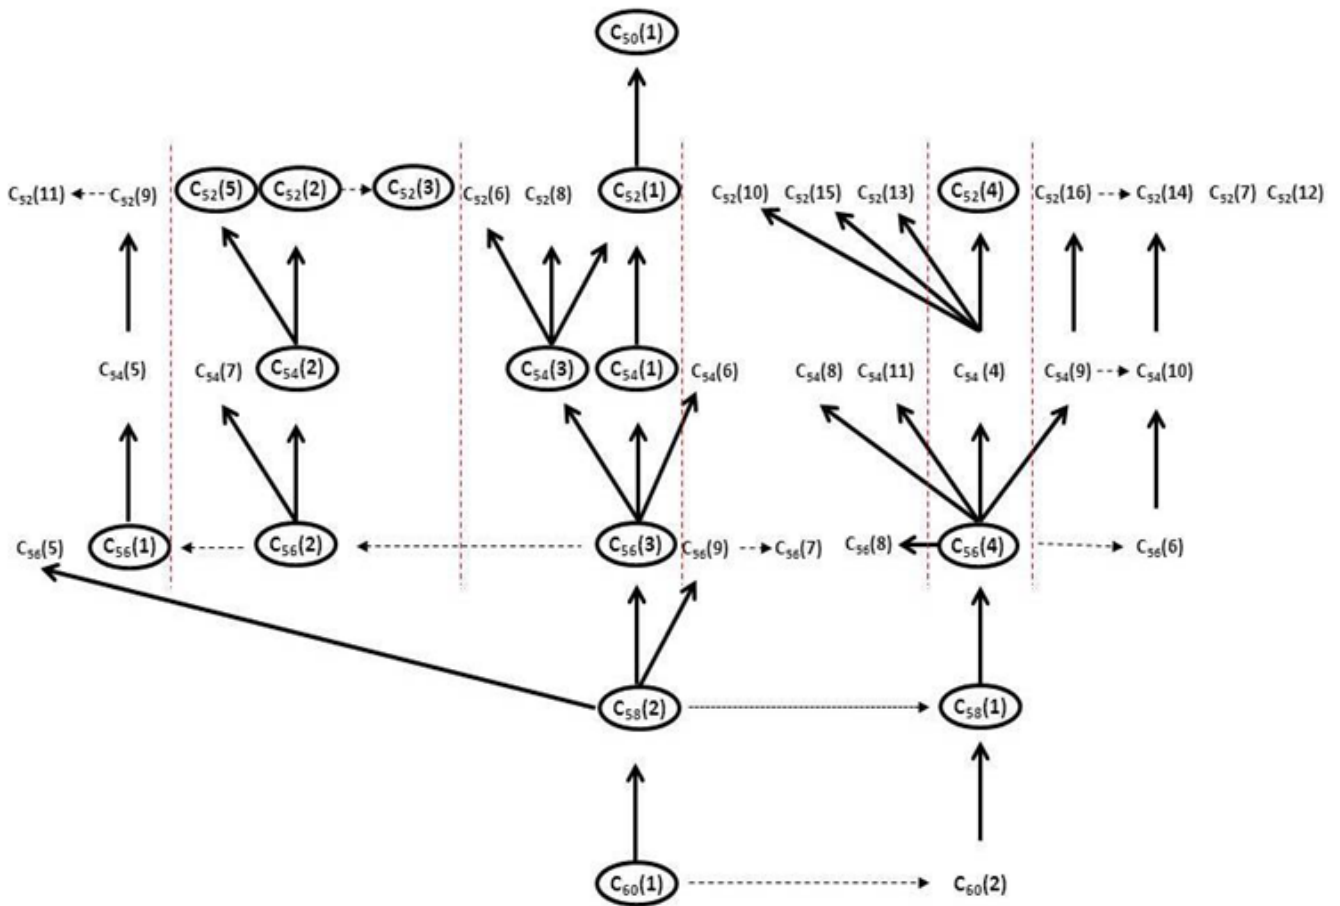 C₅₀(1)
C₅₂(11) C₅₂(9) C₅₂(5) C₅₂(2) C₅₂(3) C₅₂(6) C₅₂(8) C₅₂(1) C₅₂(10) C₅₂(15) C₅₂(13) C₅₂(4) C₅₂(16) C₅₂(14) C₅₂(7) C₅₂(12)
C₅₄(5) C₅₄(7) C₅₄(2) C₅₄(3) C₅₄(1) C₅₄(6) C₅₄(8) C₅₄(11) C₅₄(4) C₅₄(9) C₅₄(10)
C₅₆(5) C₅₆(1) C₅₆(2) C₅₆(3) C₅₆(9) C₅₆(7) C₅₆(8) C₅₆(4) C₅₆(6)
C₅₈(2) C₅₈(1)
C₆₀(1) C₆₀(2)